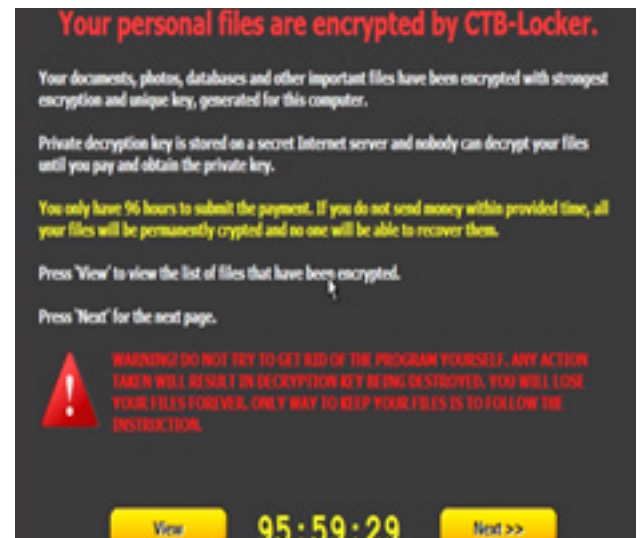 Your personal files are encrypted by CTB-Locker.
Your documents, photos, databases and other important files have been encrypted with strongest
encryption and unique key, generated for this computer.
Private decryption key is stored on a secret Internet server and nobody can decrypt your files
until you pay and obtain the private key.
You only have 96 hours to submit the payment. If you do not send money within provided time, all
your files will be permanently crypted and no one will be able to recover them.
Press 'View' to view the list of files that have been encrypted.
Press 'Next' for the next page.
WARNING! DO NOT TRY TO GET RID OF THE PROGRAM YOURSELF. ANY ACTION
TAKEN WILL RESULT IN DECRYPTION KEY BEING DESTROYED. YOU WILL LOSE
YOUR FILES FOREVER. ONLY WAY TO KEEP YOUR FILES IS TO FOLLOW THE
INSTRUCTION.
View 95:59:29 Next >>